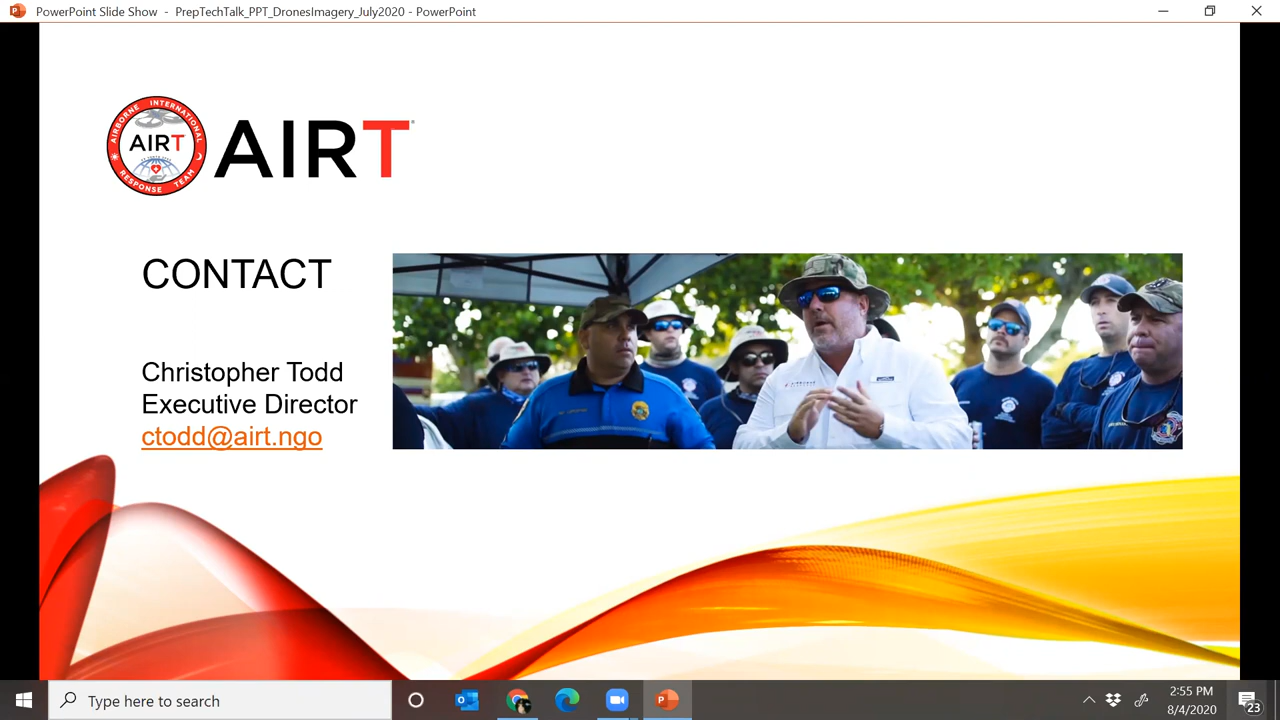 PowerPoint Slide Show - PrepTechTalk_PPT_DronesImagery_July2020 - PowerPoint
AIRBORNE INTERNATIONAL
AIRT
RESPONSE TEAM
AIRT
CONTACT
Christopher Todd
Executive Director
ctodd@airt.ngo
Type here to search
2:55 PM
8/4/2020
23